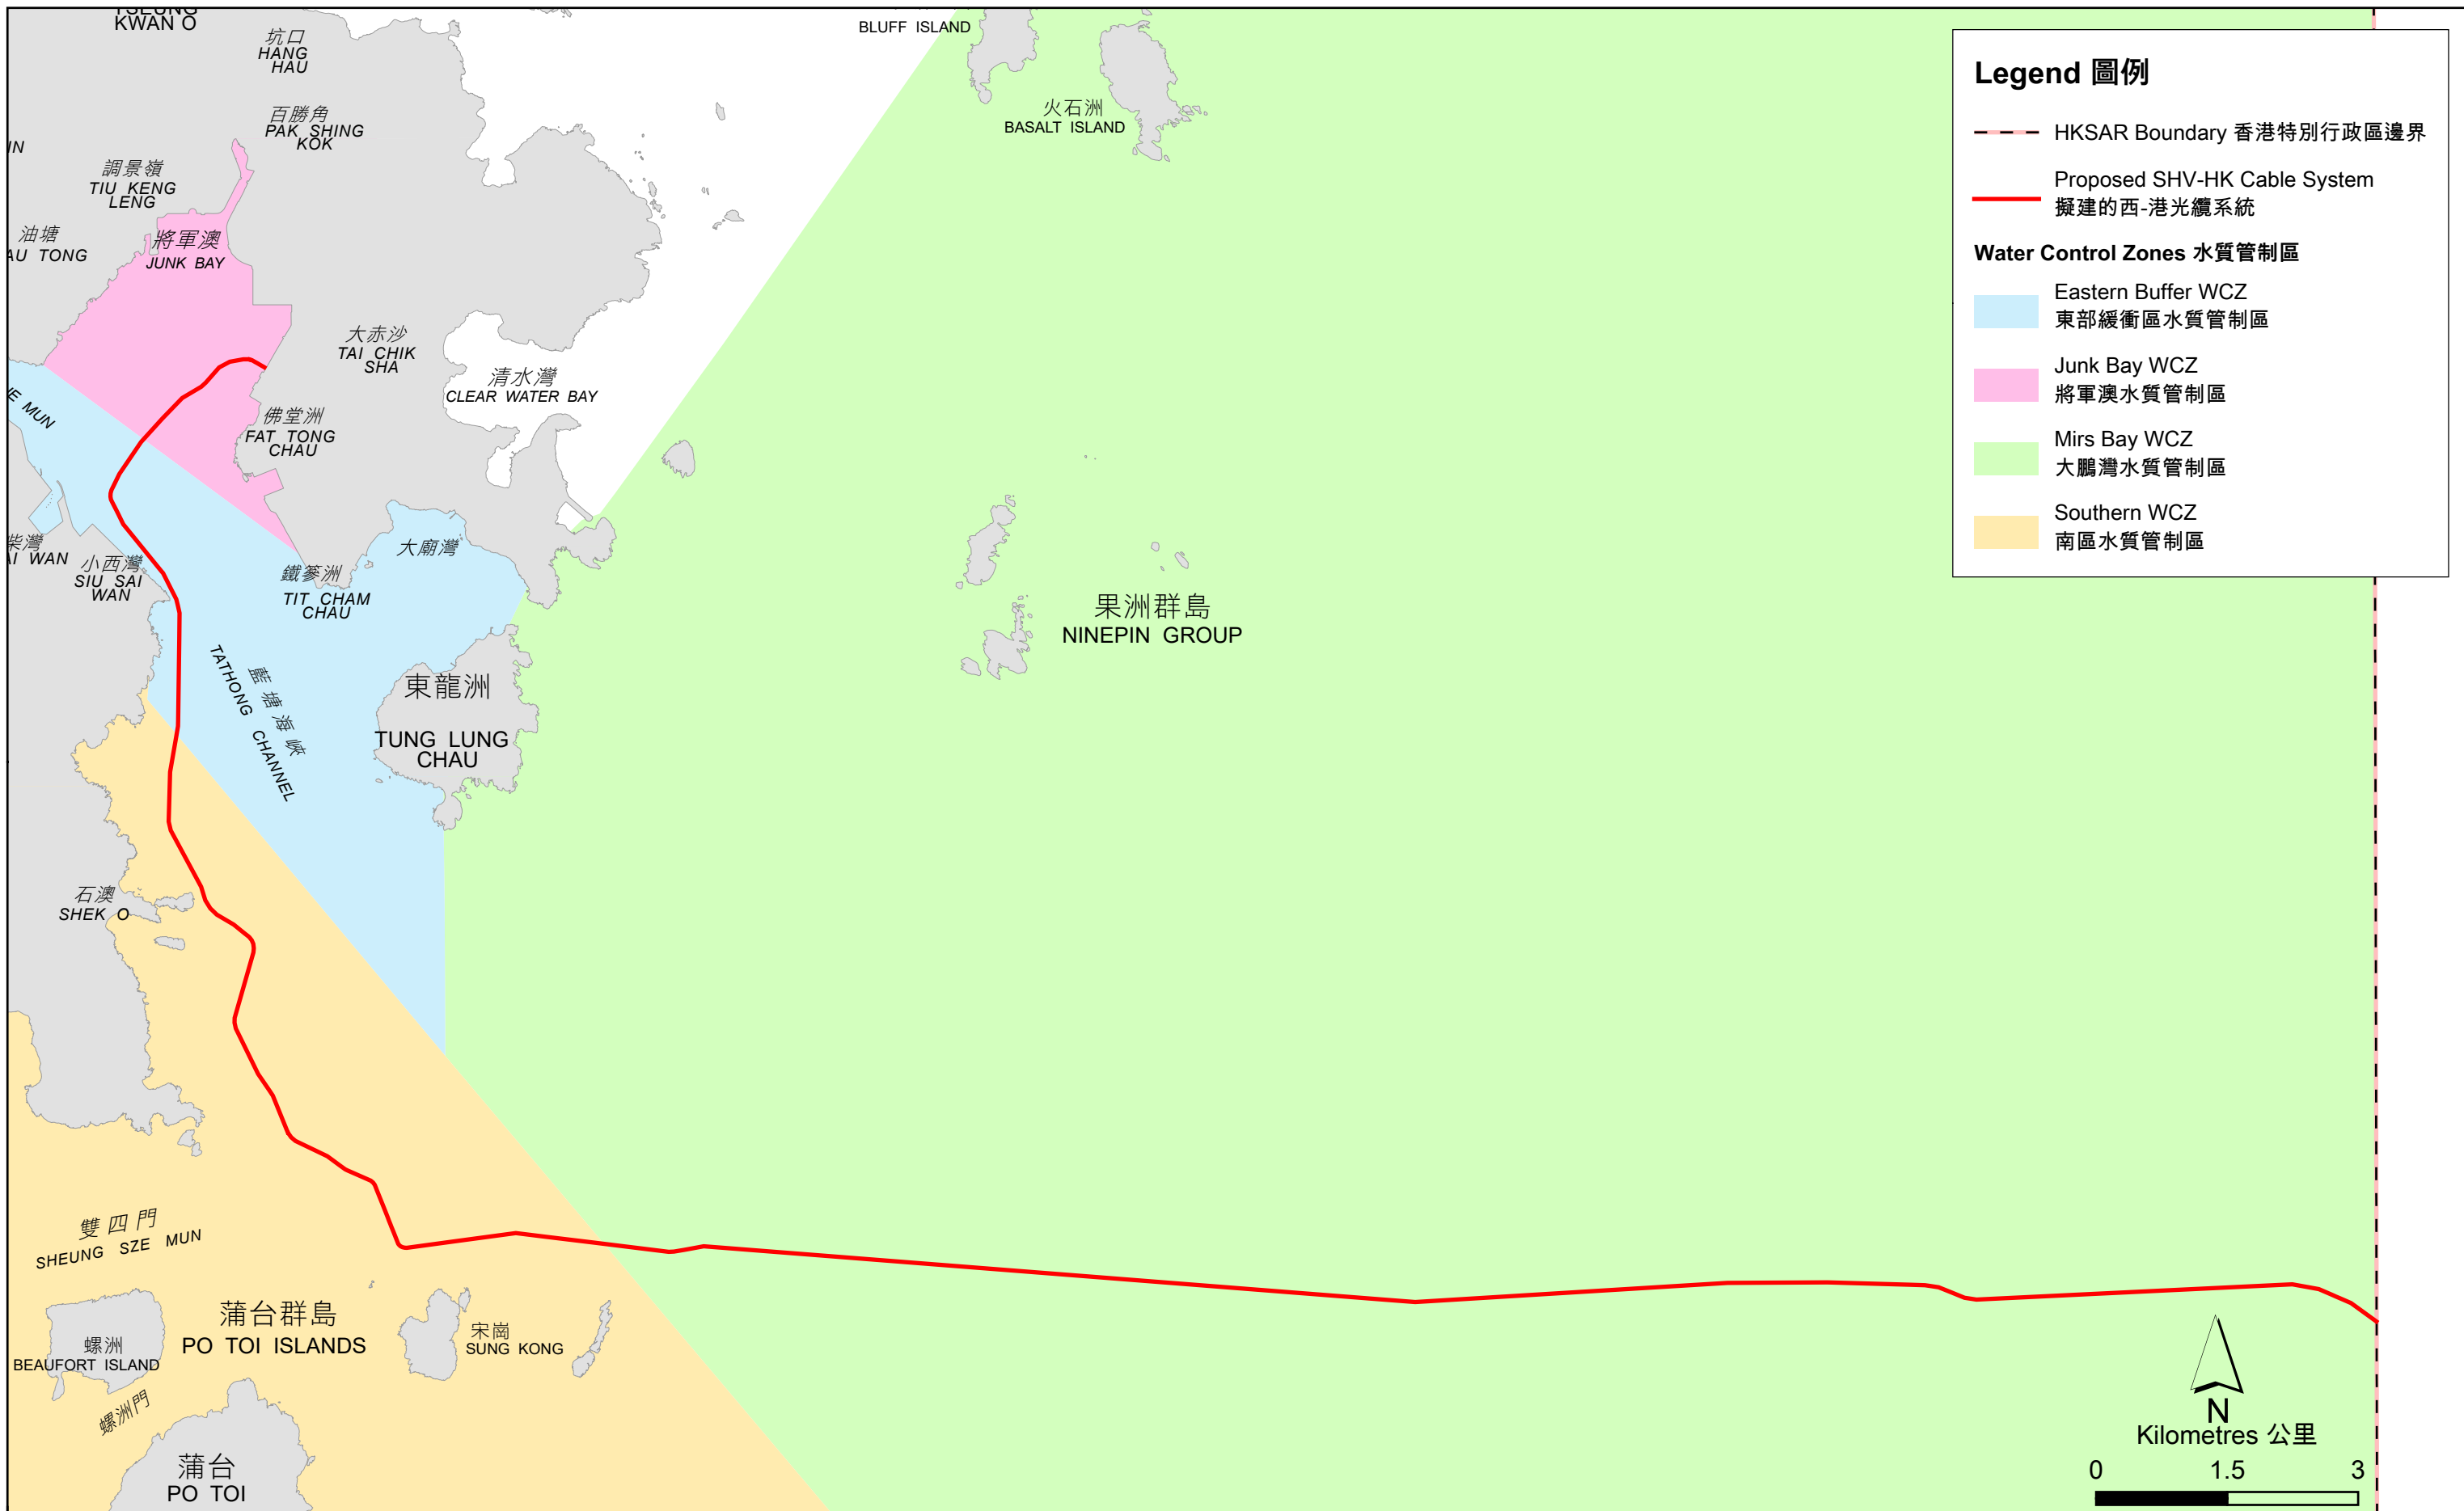 KWAN O
坑口
HANG
HAU
BLUFF ISLAND
百勝角
PAK SHING
KOK
火石洲
BASALT ISLAND
調景嶺
TIU KENG
LENG
油塘
AU TONG
將軍澳
JUNK BAY
大赤沙
TAI CHIK
SHA
清水灣
CLEAR WATER BAY
佛堂洲
FAT TONG
CHAU
E MUN
柴灣
AI WAN
小西灣
SIU SAI
WAN
大廟灣
鐵篸洲
TIT CHAM
CHAU
果洲群島
NINEPIN GROUP
藍塘海峽
TATHONG CHANNEL
東龍洲
TUNG LUNG
CHAU
石澳
SHEK O
雙四門
SHEUNG SZE MUN
蒲台群島
PO TOI ISLANDS
宋崗
SUNG KONG
螺洲
BEAUFORT ISLAND
螺洲門
蒲台
PO TOI
Legend 圖例
HKSAR Boundary 香港特別行政區邊界
Proposed SHV-HK Cable System
擬建的西-港光纜系統
Water Control Zones 水質管制區
Eastern Buffer WCZ
東部緩衝區水質管制區
Junk Bay WCZ
將軍澳水質管制區
Mirs Bay WCZ
大鵬灣水質管制區
Southern WCZ
南區水質管制區
N
Kilometres 公里
0 1.5 3